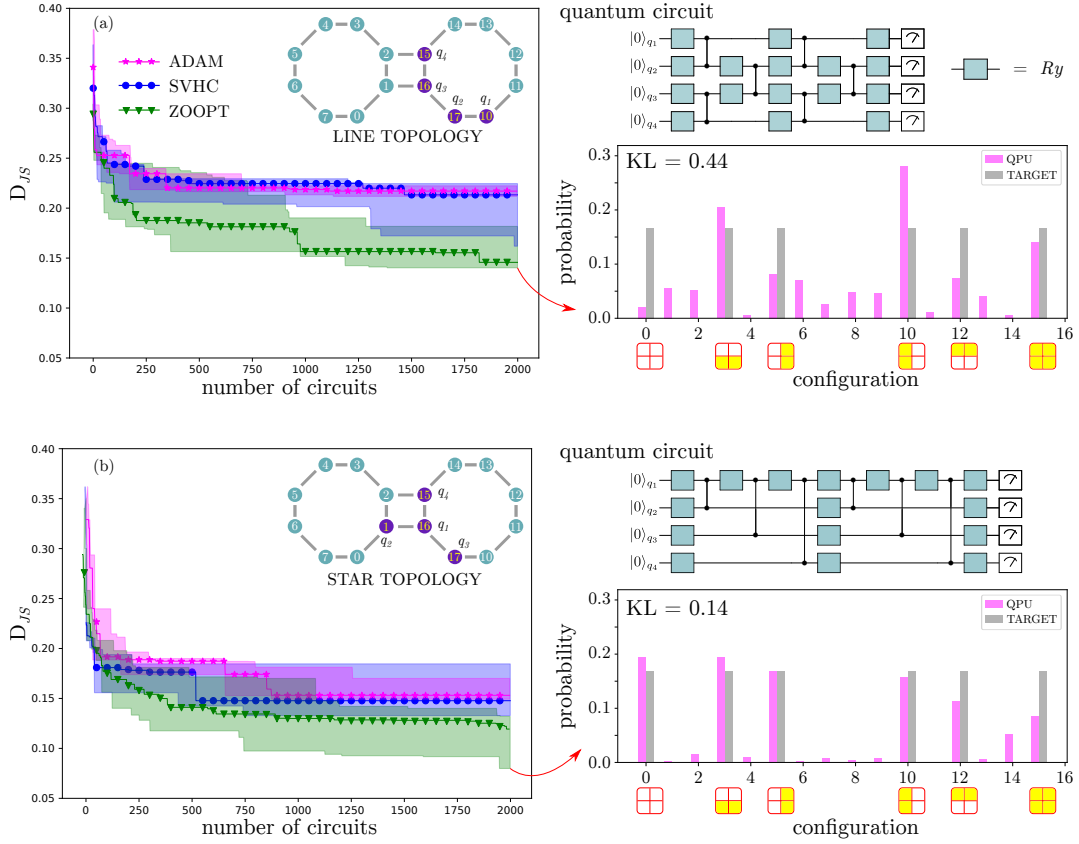 (a)
ADAM
SVHC
ZOOPT
4 3 14 13
5 2 15 12
q4
6 1 16 11
q3
q2 q1
7 0 17 10
LINE TOPOLOGY
0.40
0.35
0.30
0.25
0.20
0.15
0.10
0.05
D_JS
0 250 500 750 1000 1250 1500 1750 2000
number of circuits
quantum circuit
|0⟩q1
|0⟩q2
|0⟩q3
|0⟩q4
= Ry
KL = 0.44
QPU
TARGET
0.3
0.2
0.1
0.0
probability
0 2 4 6 8 10 12 14 16
configuration
(b)
4 3 14 13
5 2 15 12
q4
6 1 16 11
q1
q2 q3
7 0 17 10
STAR TOPOLOGY
0.40
0.35
0.30
0.25
0.20
0.15
0.10
0.05
D_JS
0 250 500 750 1000 1250 1500 1750 2000
number of circuits
quantum circuit
|0⟩q1
|0⟩q2
|0⟩q3
|0⟩q4
KL = 0.14
QPU
TARGET
0.3
0.2
0.1
0.0
probability
0 2 4 6 8 10 12 14 16
configuration